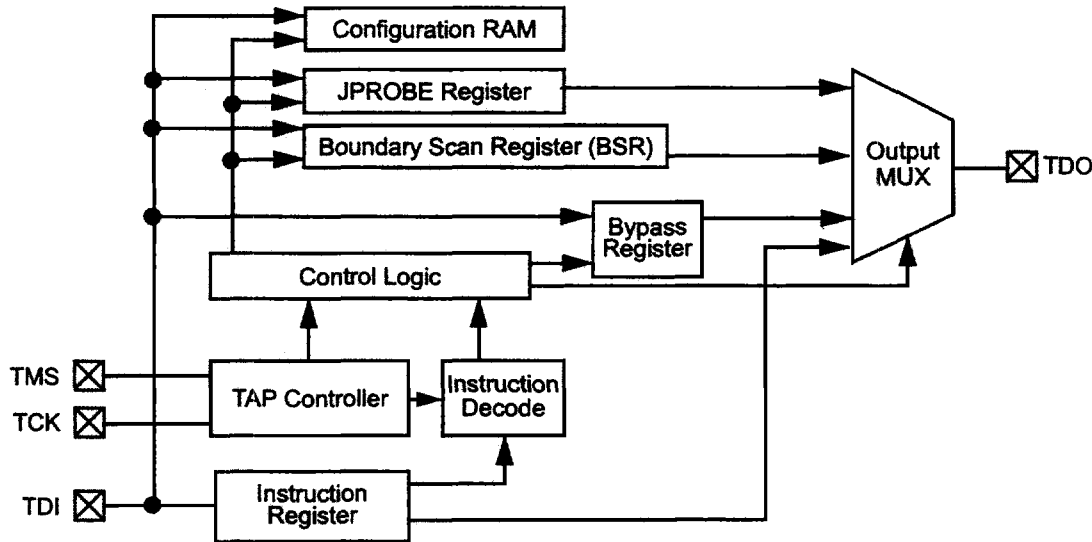 Configuration RAM
JPROBE Register
Boundary Scan Register (BSR)
Output
MUX
TDO
Bypass
Register
Control Logic
TMS
TCK
TAP Controller
Instruction
Decode
TDI
Instruction
Register